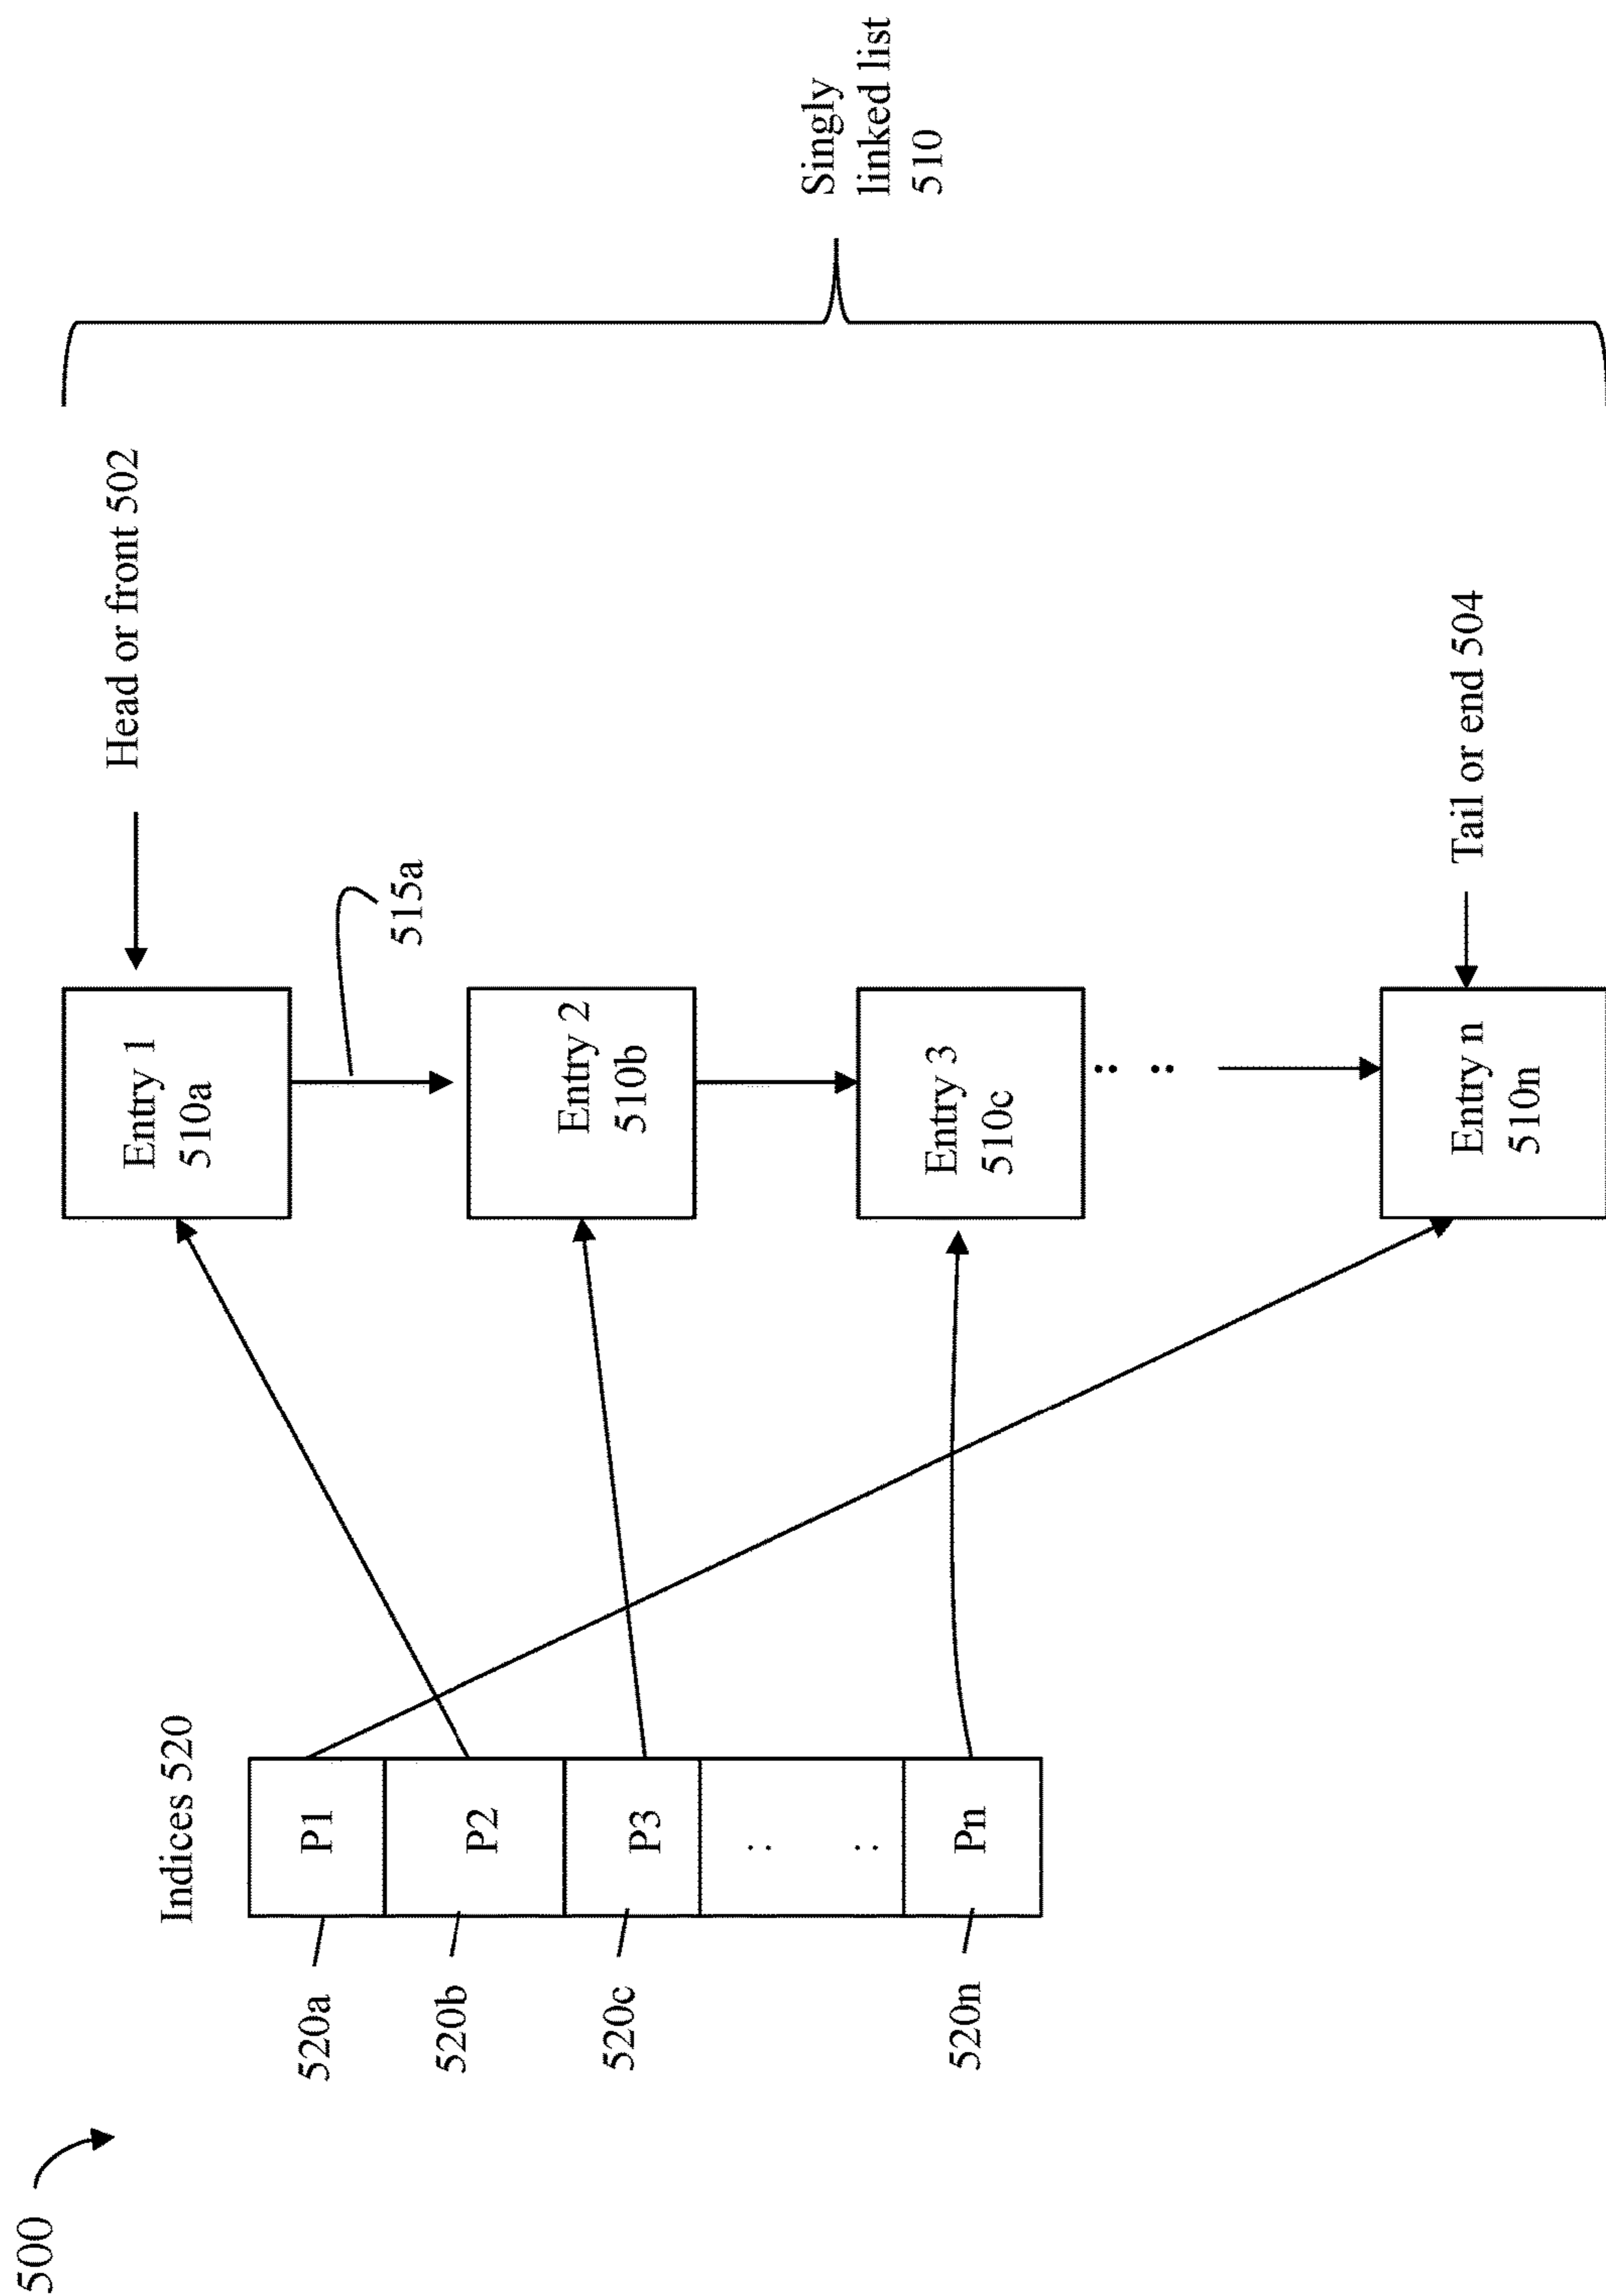 500
Indices 520
520a
P1
520b
P2
520c
P3
:
:
520n
Pn
Entry 1
510a
515a
Entry 2
510b
Entry 3
510c
: :
Entry n
510n
Head or front 502
Tail or end 504
Singly
linked list
510